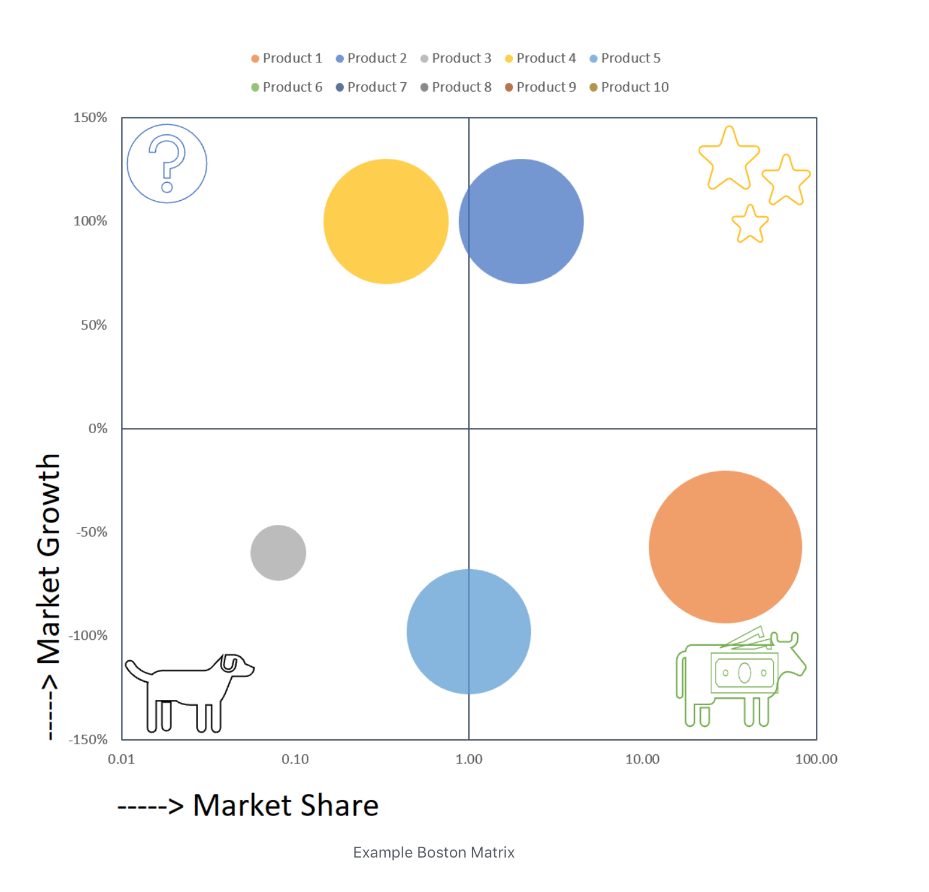 Product 1 Product 2 Product 3 Product 4 Product 5
Product 6 Product 7 Product 8 Product 9 Product 10
150%
100%
50%
0%
-50%
-100%
-150%
-----> Market Growth
0.01 0.10 1.00 10.00 100.00
-----> Market Share
Example Boston Matrix